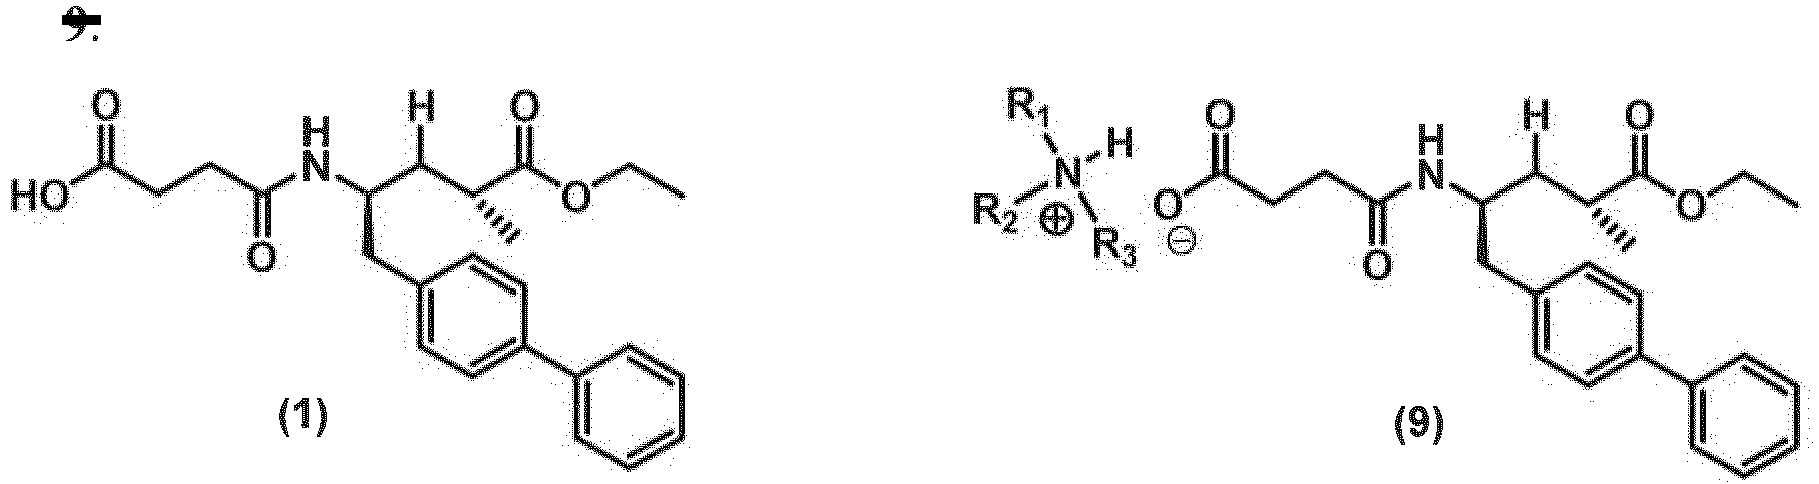 9.
O H H O
HO N O
O
(1)
R1 H O H H O
N
R2 ⊕ R3 O ⊖ N O
O
(9)